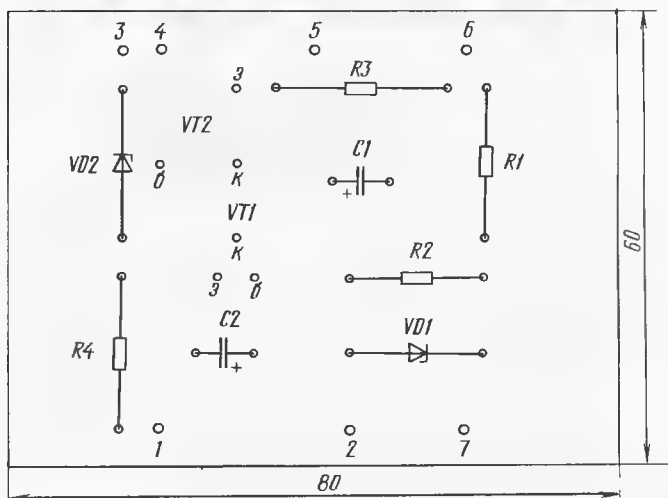 3 4 5 6
э R3
VT2
VD2 б к C1 R1
+
VT1
к
60
э б R2
C2 VD1
R4
+
1 2 7
80